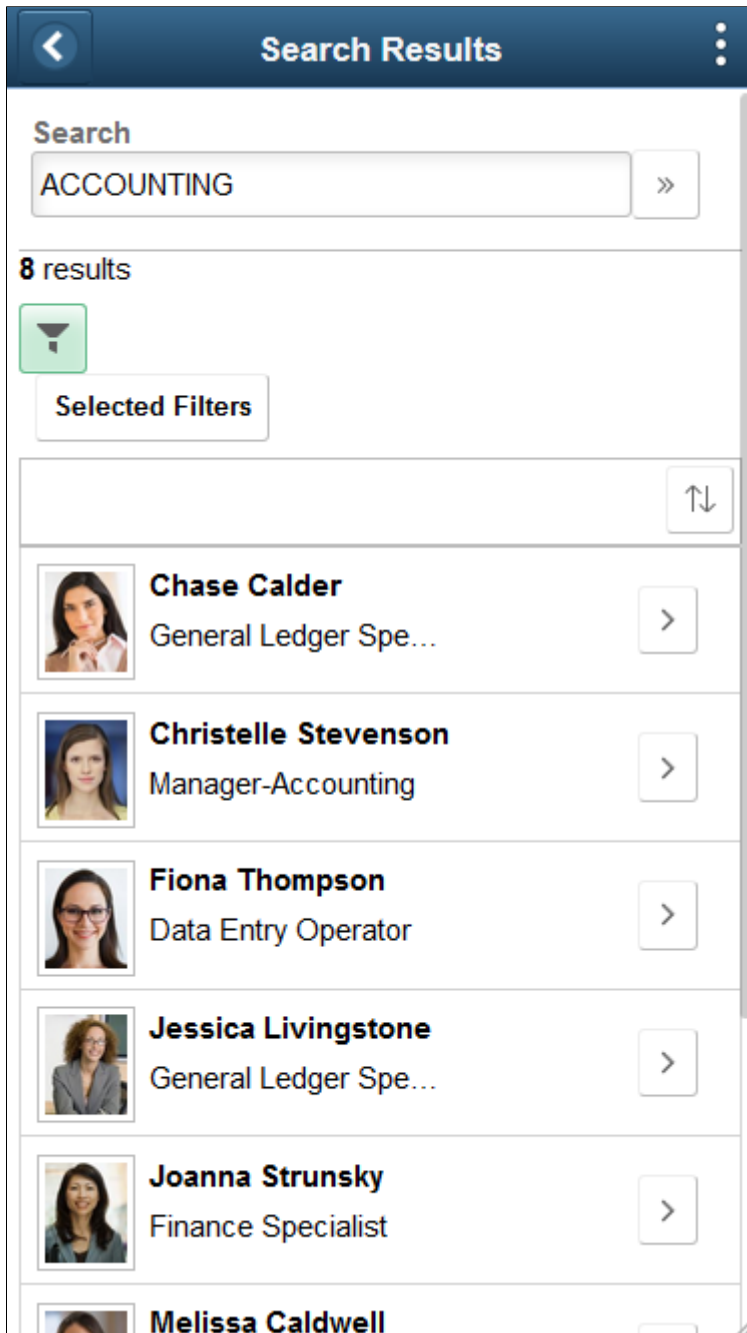 Search Results
Search
ACCOUNTING
8 results
Selected Filters
Chase Calder
General Ledger Spe...
Christelle Stevenson
Manager-Accounting
Fiona Thompson
Data Entry Operator
Jessica Livingstone
General Ledger Spe...
Joanna Strunsky
Finance Specialist
Melissa Caldwell